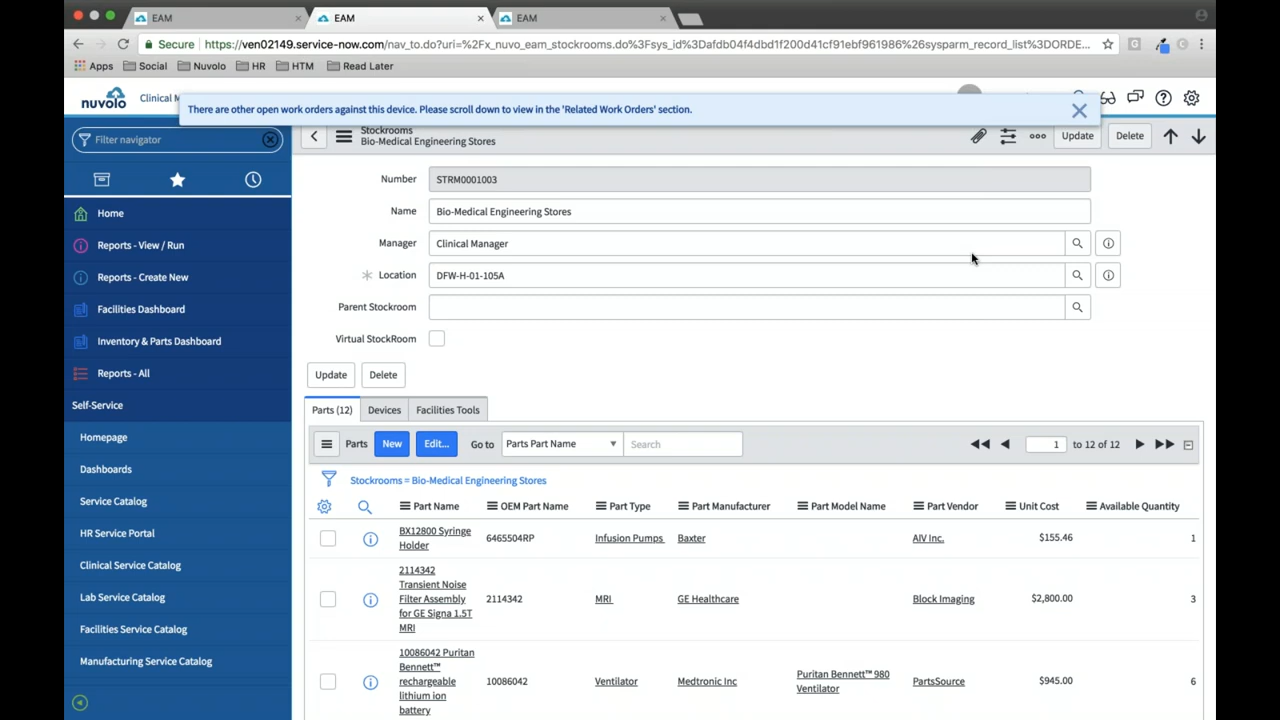 EAM
EAM
EAM
Secure
https://ven02149.service-now.com/nav_to.do?uri=%2Fx_nuvo_eam_stockrooms.do%3Fsys_id%3Dafdb04f4dbd1f200d41cf91ebf961986%26sysparm_record_list%3DORDE...
Apps Social Nuvolo HR HTM Read Later
nuvolo Clinical M
There are other open work orders against this device. Please scroll down to view in the 'Related Work Orders' section.
Filter navigator
Home
Reports - View / Run
Reports - Create New
Facilities Dashboard
Inventory & Parts Dashboard
Reports - All
Self-Service
Homepage
Dashboards
Service Catalog
HR Service Portal
Clinical Service Catalog
Lab Service Catalog
Facilities Service Catalog
Manufacturing Service Catalog
Stockrooms
Bio-Medical Engineering Stores
Update Delete
Number STRM0001003
Name Bio-Medical Engineering Stores
Manager Clinical Manager
Location DFW-H-01-105A
Parent Stockroom
Virtual StockRoom
Update Delete
Parts (12) Devices Facilities Tools
Parts New Edit... Go to Parts Part Name Search 1 to 12 of 12
Stockrooms = Bio-Medical Engineering Stores
Part Name OEM Part Name Part Type Part Manufacturer Part Model Name Part Vendor Unit Cost Available Quantity
BX12800 Syringe
Holder
6465504RP Infusion Pumps Baxter AIV Inc. $155.46 1
2114342
Transient Noise
Filter Assembly
for GE Signa 1.5T
MRI
2114342 MRI GE Healthcare Block Imaging $2,800.00 3
10086042 Puritan
Bennett™
rechargeable
lithium ion
battery
10086042 Ventilator Medtronic Inc
Puritan Bennett™ 980
Ventilator
PartsSource $945.00 6